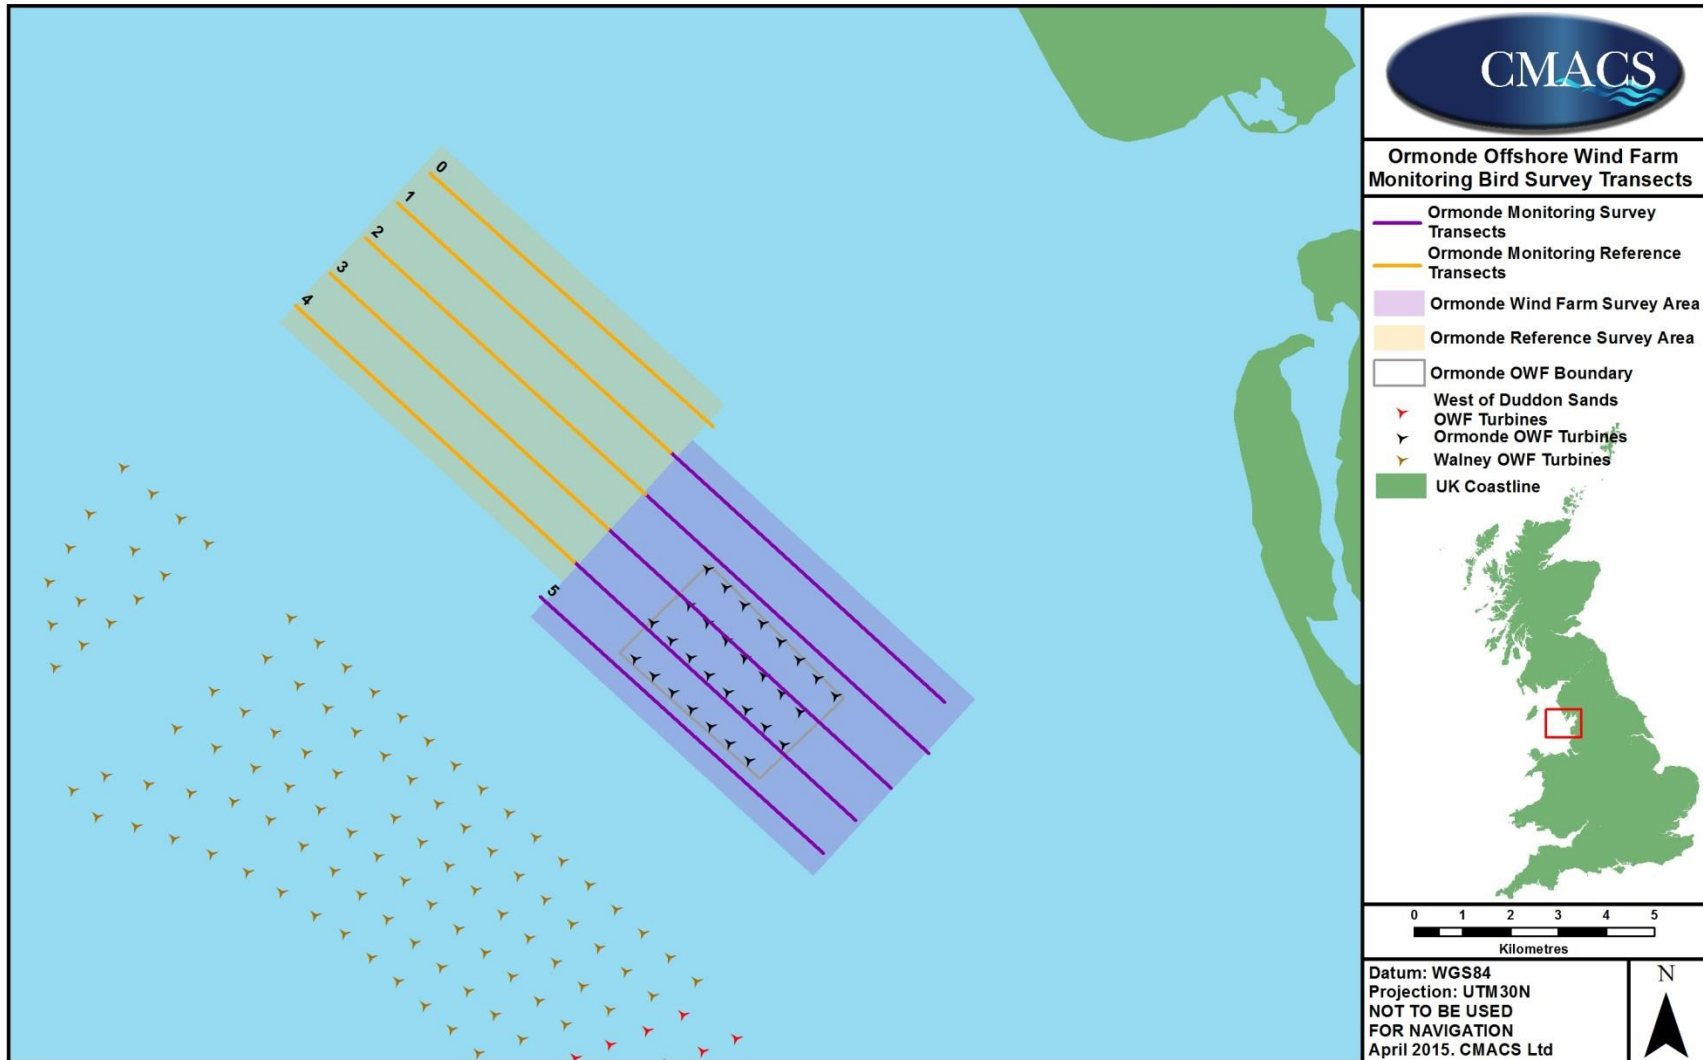 CMACS
Ormonde Offshore Wind Farm
Monitoring Bird Survey Transects
Ormonde Monitoring Survey
Transects
Ormonde Monitoring Reference
Transects
Ormonde Wind Farm Survey Area
Ormonde Reference Survey Area
Ormonde OWF Boundary
West of Duddon Sands
OWF Turbines
Ormonde OWF Turbines
Walney OWF Turbines
UK Coastline
0
1
2
3
4
5
0 1 2 3 4 5
Kilometres
Datum: WGS84
Projection: UTM30N
NOT TO BE USED
FOR NAVIGATION
April 2015. CMACS Ltd
N